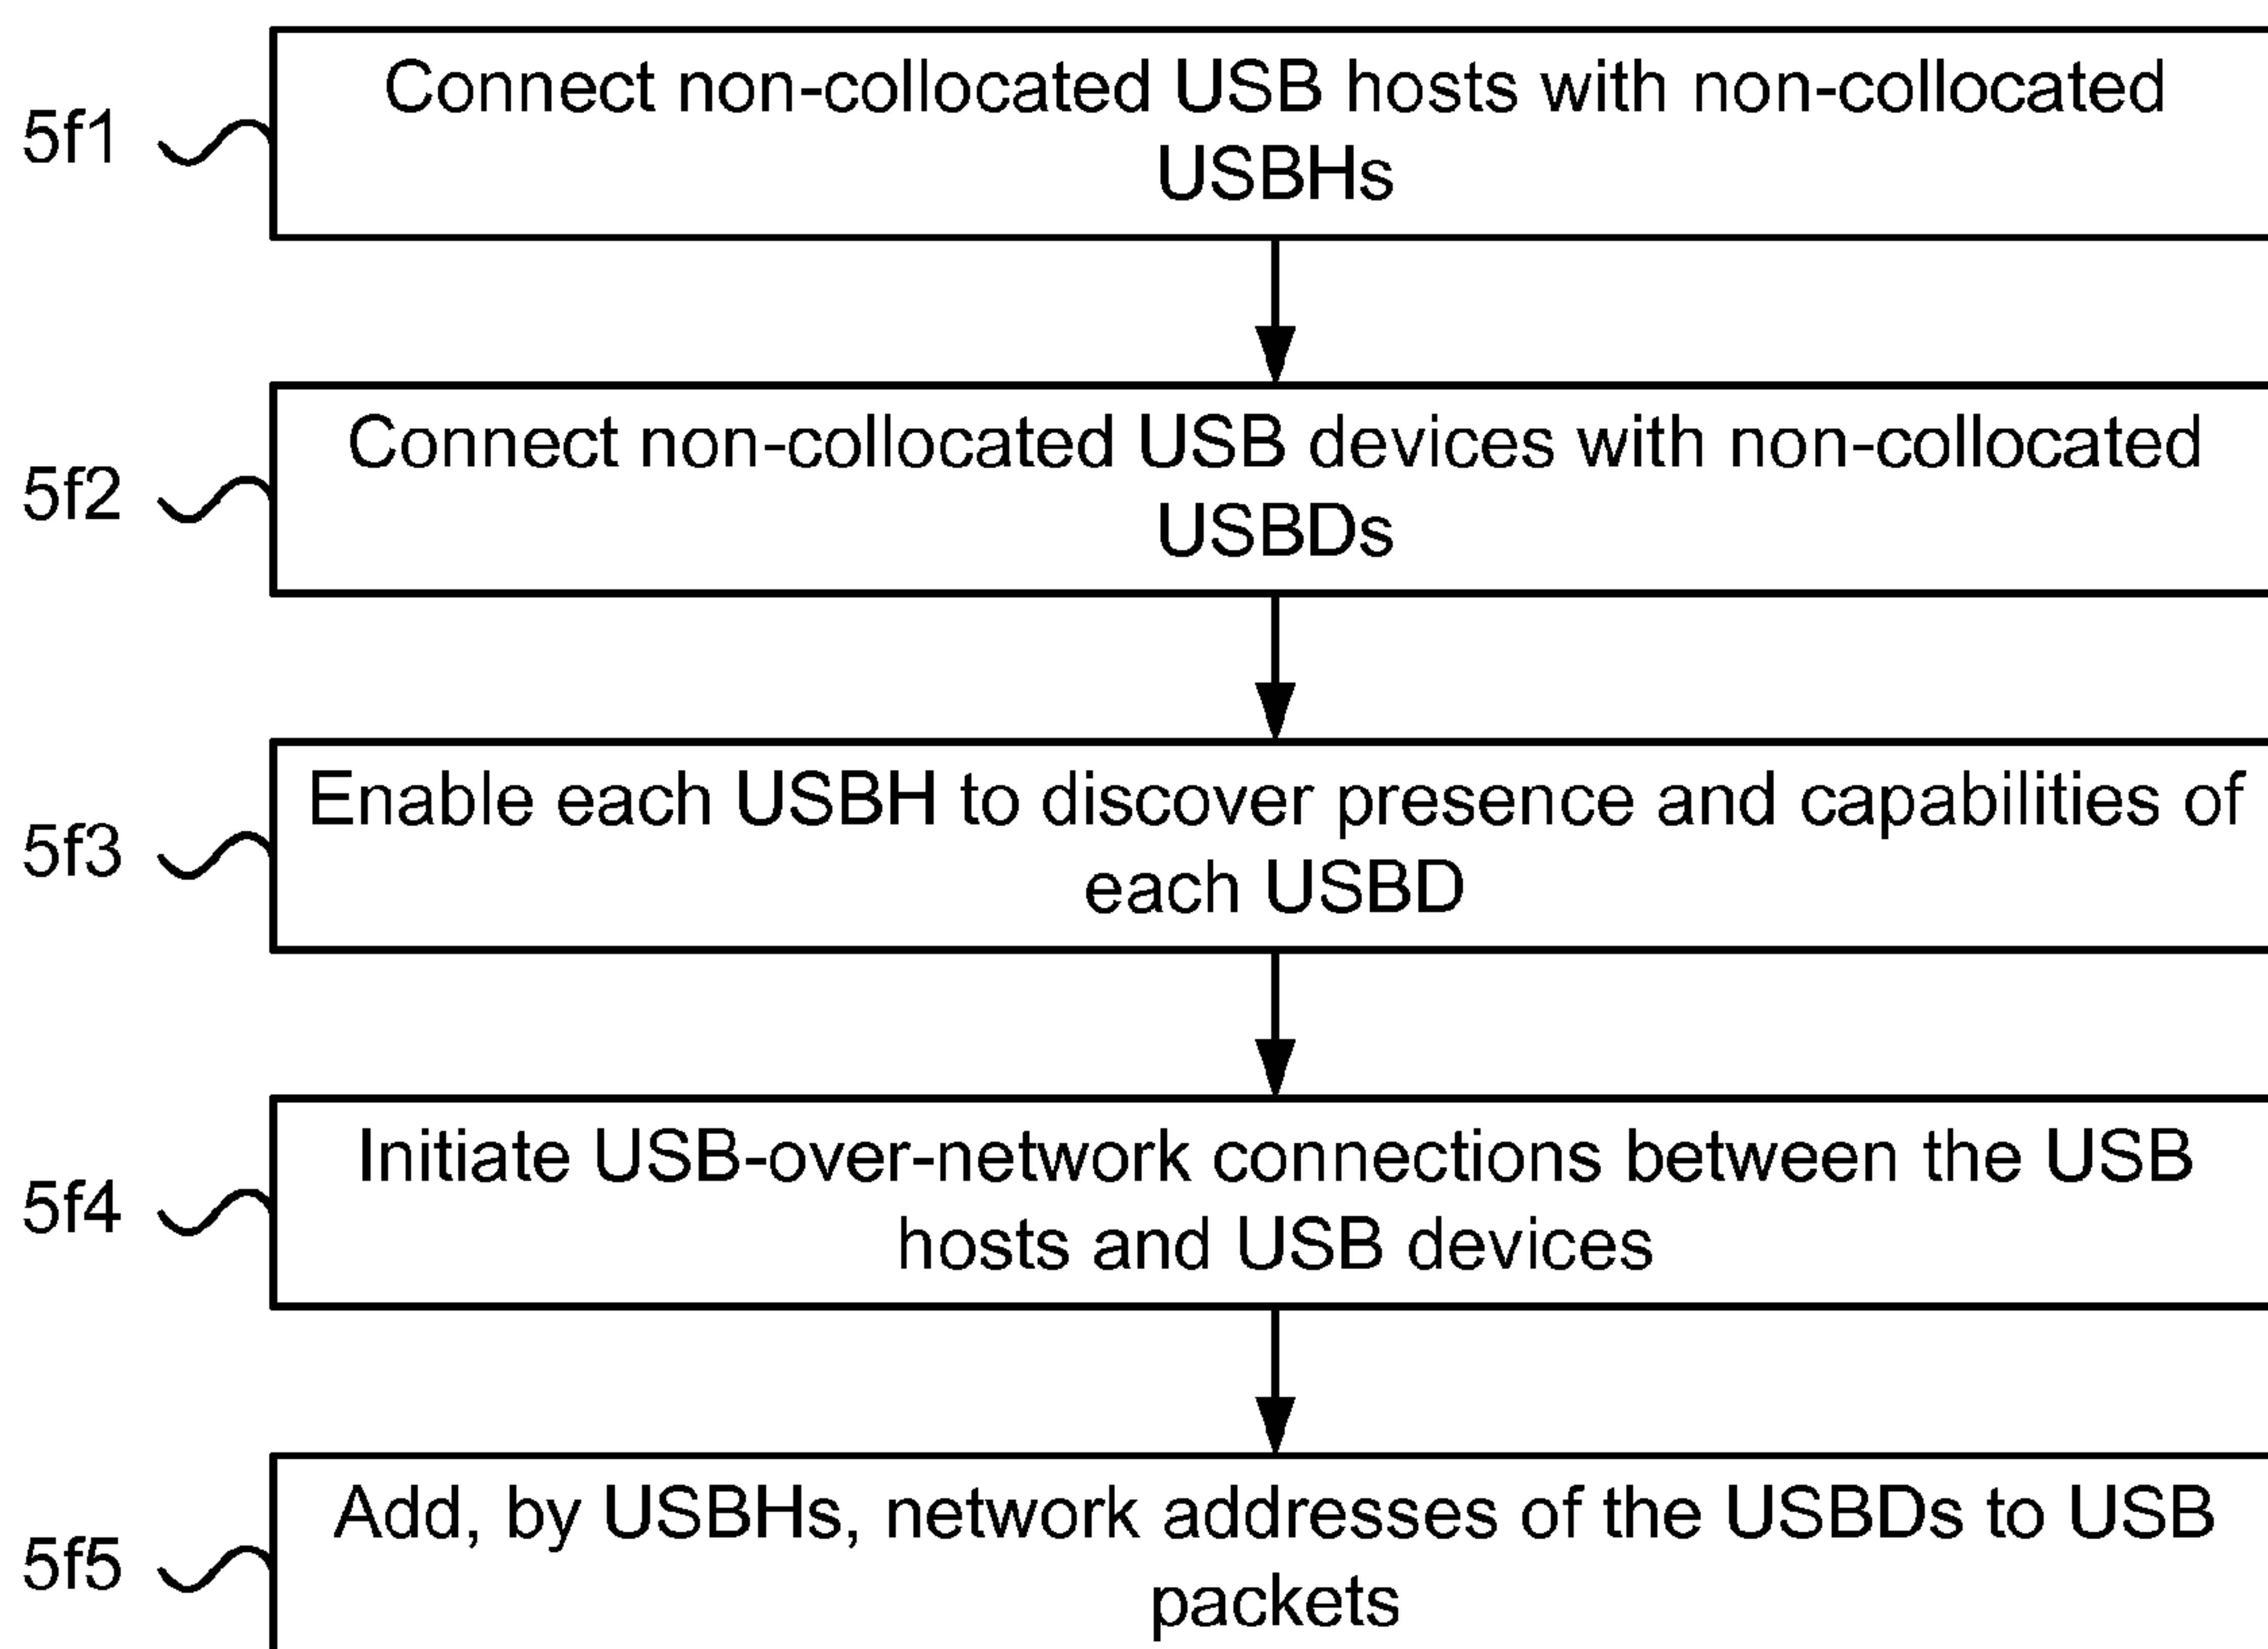 5f1
Connect non-collocated USB hosts with non-collocated
USBHs
5f2
Connect non-collocated USB devices with non-collocated
USBDs
5f3
Enable each USBH to discover presence and capabilities of
each USBD
5f4
Initiate USB-over-network connections between the USB
hosts and USB devices
5f5
Add, by USBHs, network addresses of the USBDs to USB
packets